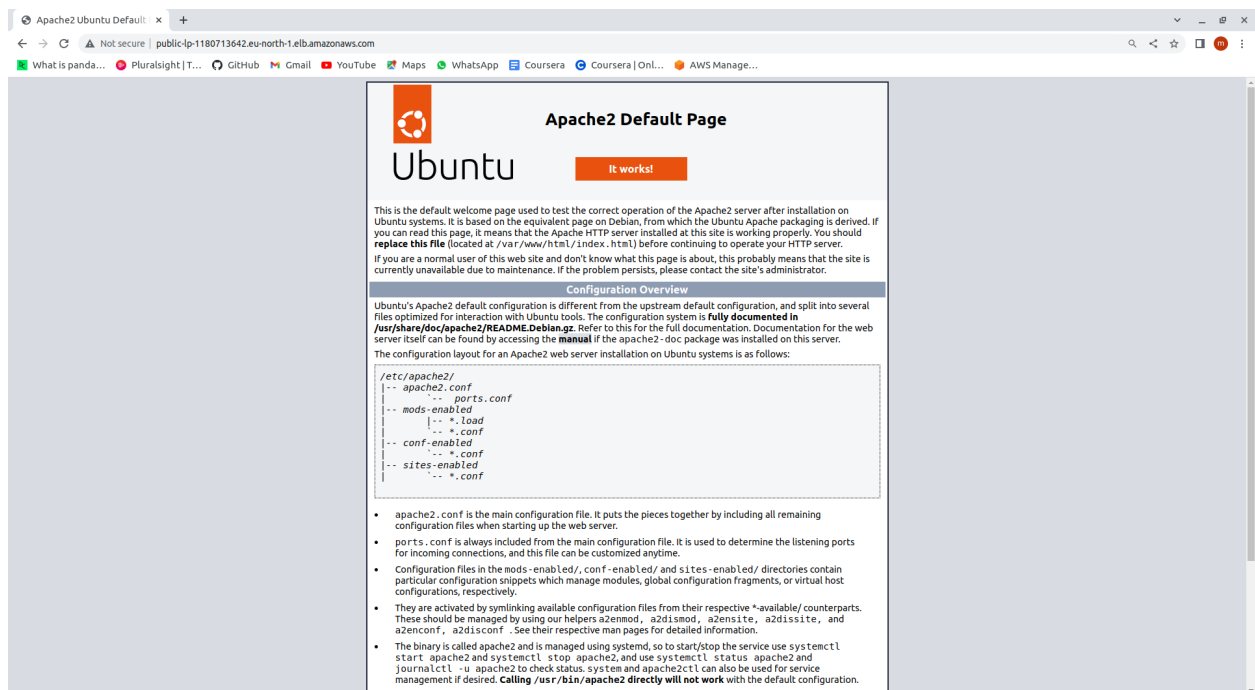 Apache2 Ubuntu Default
Not secure | public-lp-1180713642.eu-north-1.elb.amazonaws.com
m
What is panda... Pluralsight | T... GitHub Gmail YouTube Maps WhatsApp Coursera Coursera | Onl... AWS Manage...
Apache2 Default Page
Ubuntu
It works!
This is the default welcome page used to test the correct operation of the Apache2 server after installation on
Ubuntu systems. It is based on the equivalent page on Debian, from which the Ubuntu Apache packaging is derived. If
you can read this page, it means that the Apache HTTP server installed at this site is working properly. You should
replace this file (located at /var/www/html/index.html) before continuing to operate your HTTP server.
If you are a normal user of this web site and don't know what this page is about, this probably means that the site is
currently unavailable due to maintenance. If the problem persists, please contact the site's administrator.
Configuration Overview
Ubuntu's Apache2 default configuration is different from the upstream default configuration, and split into several
files optimized for interaction with Ubuntu tools. The configuration system is fully documented in
/usr/share/doc/apache2/README.Debian.gz. Refer to this for the full documentation. Documentation for the web
server itself can be found by accessing the manual if the apache2-doc package was installed on this server.
The configuration layout for an Apache2 web server installation on Ubuntu systems is as follows:
/etc/apache2/
|-- apache2.conf
|       `--  ports.conf
|-- mods-enabled
|       |-- *.load
|       `-- *.conf
|-- conf-enabled
|       `-- *.conf
|-- sites-enabled
|       `-- *.conf
• apache2.conf is the main configuration file. It puts the pieces together by including all remaining
configuration files when starting up the web server.
• ports.conf is always included from the main configuration file. It is used to determine the listening ports
for incoming connections, and this file can be customized anytime.
• Configuration files in the mods-enabled/, conf-enabled/ and sites-enabled/ directories contain
particular configuration snippets which manage modules, global configuration fragments, or virtual host
configurations, respectively.
• They are activated by symlinking available configuration files from their respective *-available/ counterparts.
These should be managed by using our helpers a2enmod, a2dismod, a2ensite, a2dissite, and
a2enconf, a2disconf . See their respective man pages for detailed information.
• The binary is called apache2 and is managed using systemd, so to start/stop the service use systemctl
start apache2 and systemctl stop apache2, and use systemctl status apache2 and
journalctl -u apache2 to check status. system and apache2ctl can also be used for service
management if desired. Calling /usr/bin/apache2 directly will not work with the default configuration.